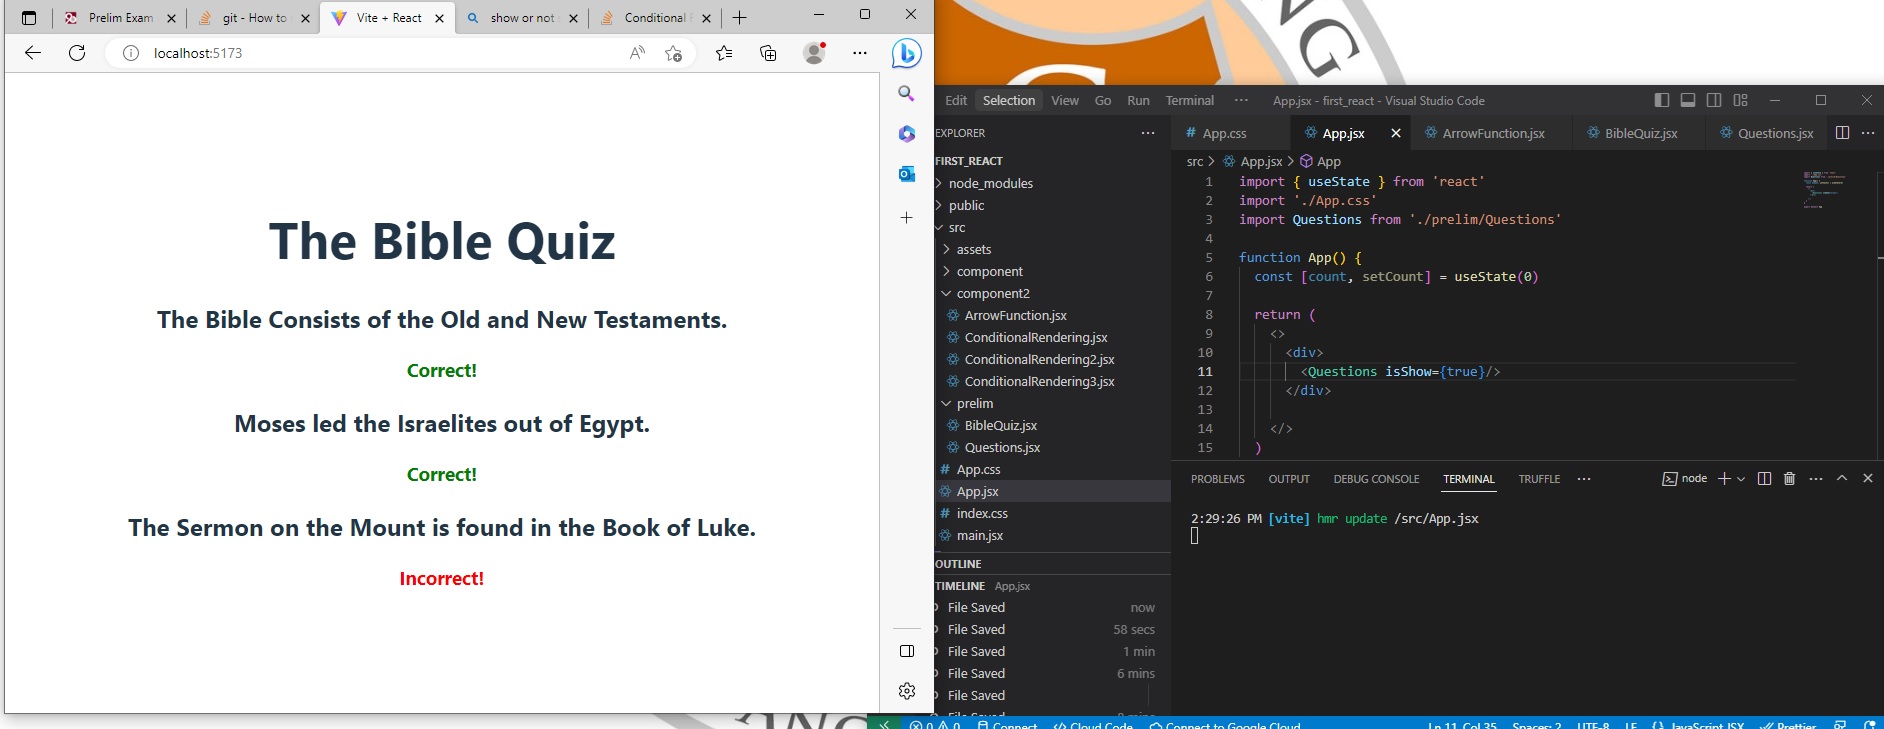 Prelim Exam
git - How to
Vite + React
show or not
Conditional
localhost:5173
The Bible Quiz
The Bible Consists of the Old and New Testaments.
Correct!
Moses led the Israelites out of Egypt.
Correct!
The Sermon on the Mount is found in the Book of Luke.
Incorrect!
Edit Selection View Go Run Terminal ··· App.jsx - first_react - Visual Studio Code
EXPLORER
FIRST_REACT
node_modules
public
src
assets
component
component2
ArrowFunction.jsx
ConditionalRendering.jsx
ConditionalRendering2.jsx
ConditionalRendering3.jsx
prelim
BibleQuiz.jsx
Questions.jsx
# App.css
App.jsx
# index.css
main.jsx
OUTLINE
TIMELINE App.jsx
File Saved now
File Saved 58 secs
File Saved 1 min
File Saved 6 mins
File Saved
# App.css App.jsx ArrowFunction.jsx BibleQuiz.jsx Questions.jsx
src > App.jsx > App
1 import { useState } from 'react'
2 import './App.css'
3 import Questions from './prelim/Questions'
4
5 function App() {
6 const [count, setCount] = useState(0)
7
8 return (
9 <>
10 <div>
11 <Questions isShow={true}/>
12 </div>
13
14 </>
15 )
PROBLEMS OUTPUT DEBUG CONSOLE TERMINAL TRUFFLE ··· node
2:29:26 PM [vite] hmr update /src/App.jsx
0 0 Connect Cloud Code Connect to Google Cloud Ln 11, Col 35 Spaces: 2 UTF-8 LF {} JavaScript JSX Prettier